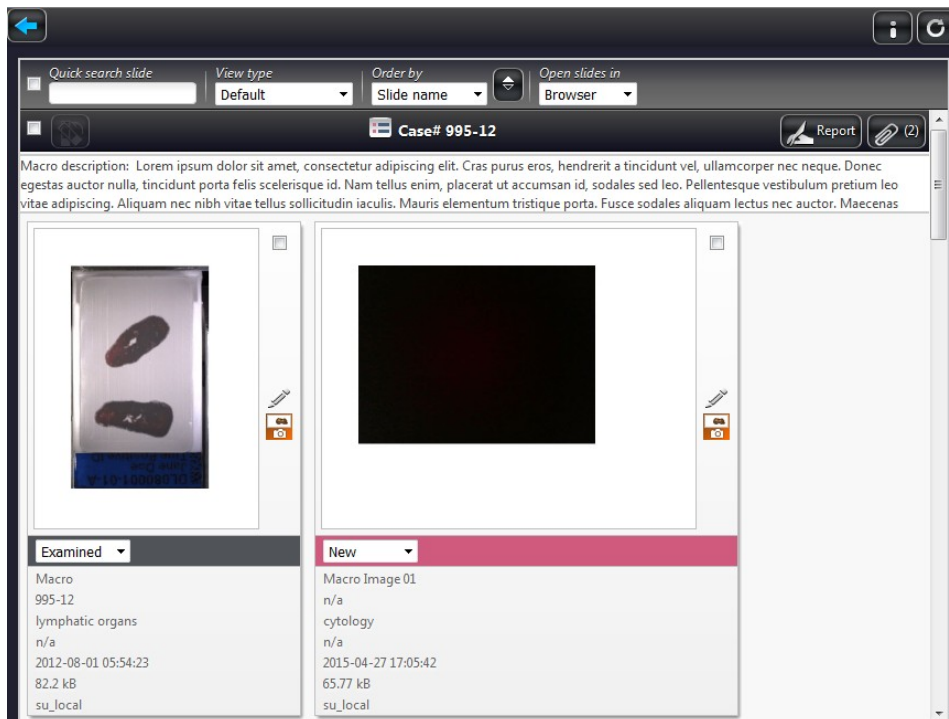 Quick search slide
View type
Order by
Open slides in
Default
Slide name
Browser
Case# 995-12
Report
(2)
Macro description: Lorem ipsum dolor sit amet, consectetur adipiscing elit. Cras purus eros, hendrerit a tincidunt vel, ullamcorper nec neque. Donec
egestas auctor nulla, tincidunt porta felis scelerisque id. Nam tellus enim, placerat ut accumsan id, sodales sed leo. Pellentesque vestibulum pretium leo
vitae adipiscing. Aliquam nec nibh vitae tellus sollicitudin iaculis. Mauris elementum tristique porta. Fusce sodales aliquam lectus nec auctor. Maecenas
Jane Doe
Examined
Macro
995-12
lymphatic organs
n/a
2012-08-01 05:54:23
82.2 kB
su_local
New
Macro Image 01
n/a
cytology
n/a
2015-04-27 17:05:42
65.77 kB
su_local